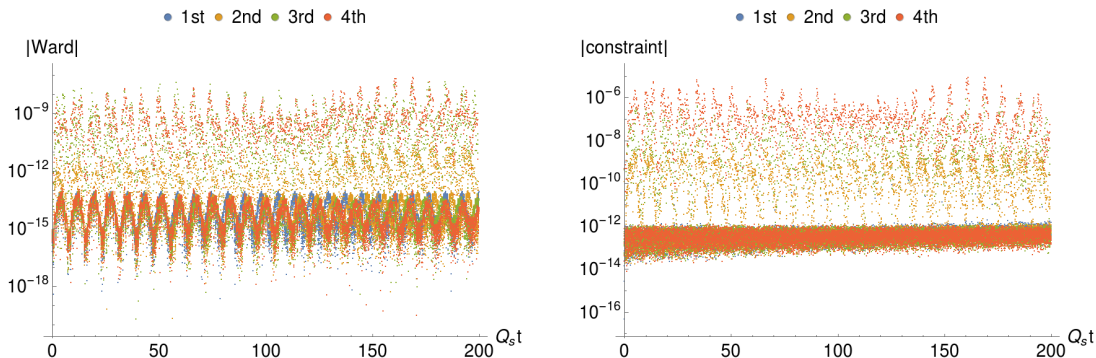 1st 2nd 3rd 4th
|Ward|
10⁻⁹
10⁻¹²
10⁻¹⁵
10⁻¹⁸
0 50 100 150 200
Qₛt
1st 2nd 3rd 4th
|constraint|
10⁻⁶
10⁻⁸
10⁻¹⁰
10⁻¹²
10⁻¹⁴
10⁻¹⁶
0 50 100 150 200
Qₛt